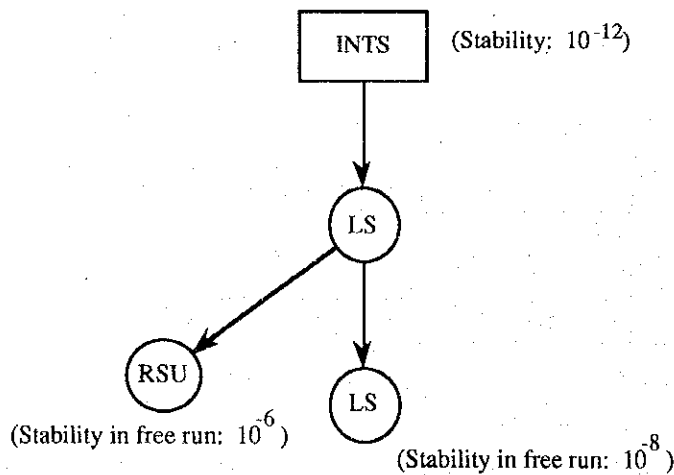 INTS
(Stability: 10⁻¹²)
LS
RSU
LS
(Stability in free run: 10⁻⁶)
(Stability in free run: 10⁻⁸)